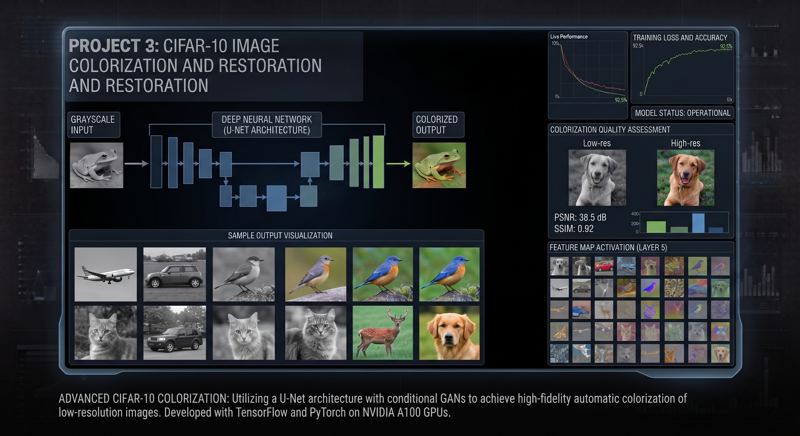 PROJECT 3: CIFAR-10 IMAGE
COLORIZATION AND RESTORATION
AND RESTORATION
GRAYSCALE
INPUT
DEEP NEURAL NETWORK
(U-NET ARCHITECTURE)
COLORIZED
OUTPUT
SAMPLE OUTPUT VISUALIZATION
Livs Performance
92.5%
TRAINING LOSS AND ACCURACY
MODEL STATUS: OPERATIONAL
COLORIZATION QUALITY ASSESSMENT
Low-res
High-res
PSNR: 38.5 dB
SSIM: 0.92
400
200
0
FEATURE MAP ACTIVATION (LAYER 5)
ADVANCED CIFAR-10 COLORIZATION: Utilizing a U-Net architecture with conditional GANs to achieve high-fidelity automatic colorization of
low-resolution images. Developed with TensorFlow and PyTorch on NVIDIA A100 GPUs.